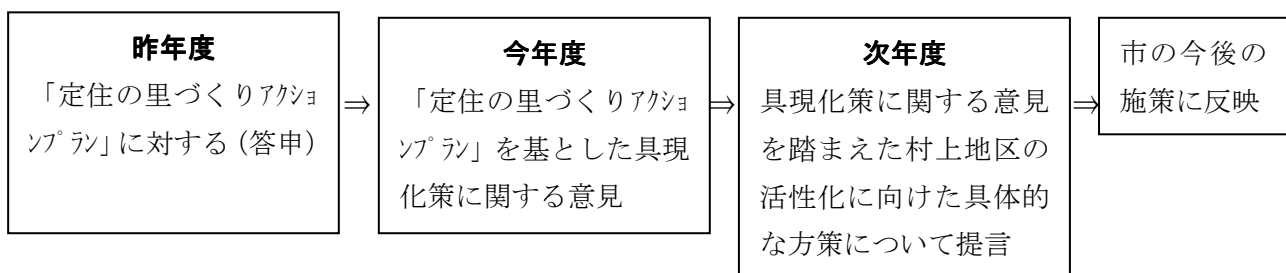 昨年度
「定住の里づくりｱｸｼｮ
ﾝﾌﾟﾗﾝ」に対する（答申）
⇒
今年度
「定住の里づくりｱｸｼｮ
ﾝﾌﾟﾗﾝ」を基とした具現
化策に関する意見
⇒
次年度
具現化策に関する意見
を踏まえた村上地区の
活性化に向けた具体的
な方策について提言
⇒
市の今後の
施策に反映